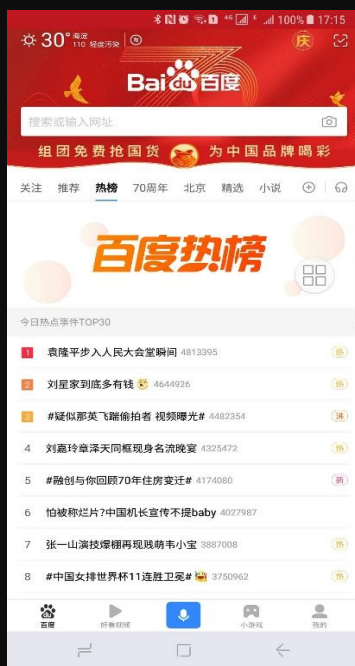 4G 100% 17:15
30° 海淀
110 轻度污染
庆
Bai du 百度
搜索或输入网址
组团免费抢国货 为中国品牌喝彩
关注 推荐 热榜 70周年 北京 精选 小说
百度热榜
今日热点事件TOP30
1 袁隆平步入人民大会堂瞬间 4813395 热
2 刘星家到底多有钱 4644926 热
3 #疑似那英飞踹偷拍者 视频曝光# 4482354 沸
4 刘嘉玲章泽天同框现身名流晚宴 4325472 热
5 #融创与你回顾70年住房变迁# 4174080 新
6 怕被称烂片?中国机长宣传不提baby 4027987
7 张一山演技爆棚再现贱萌韦小宝 3887008 热
8 #中国女排世界杯11连胜卫冕# 3750962 热
百度 好看视频 小游戏 我的